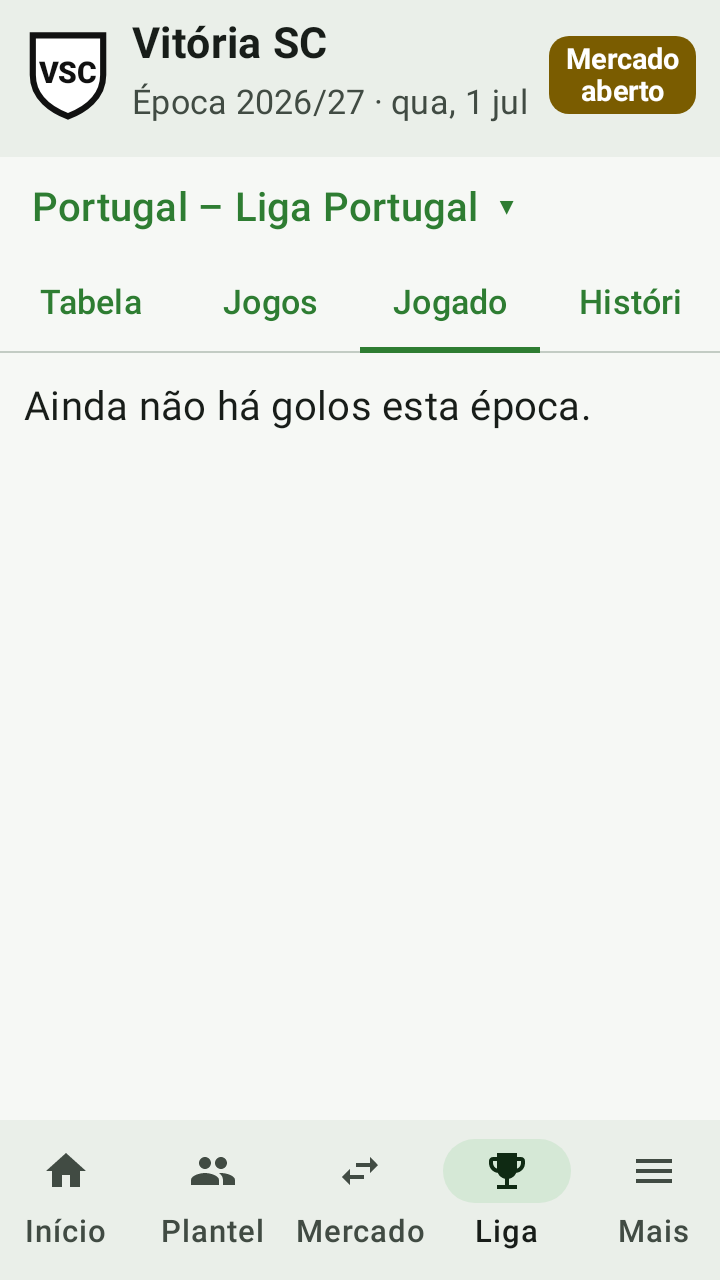 VSC
Vitória SC
Época 2026/27 · qua, 1 jul
Mercado
aberto
Portugal – Liga Portugal ▼
Tabela
Jogos
Jogado
Históri
Ainda não há golos esta época.
Início
Plantel
Mercado
Liga
Mais